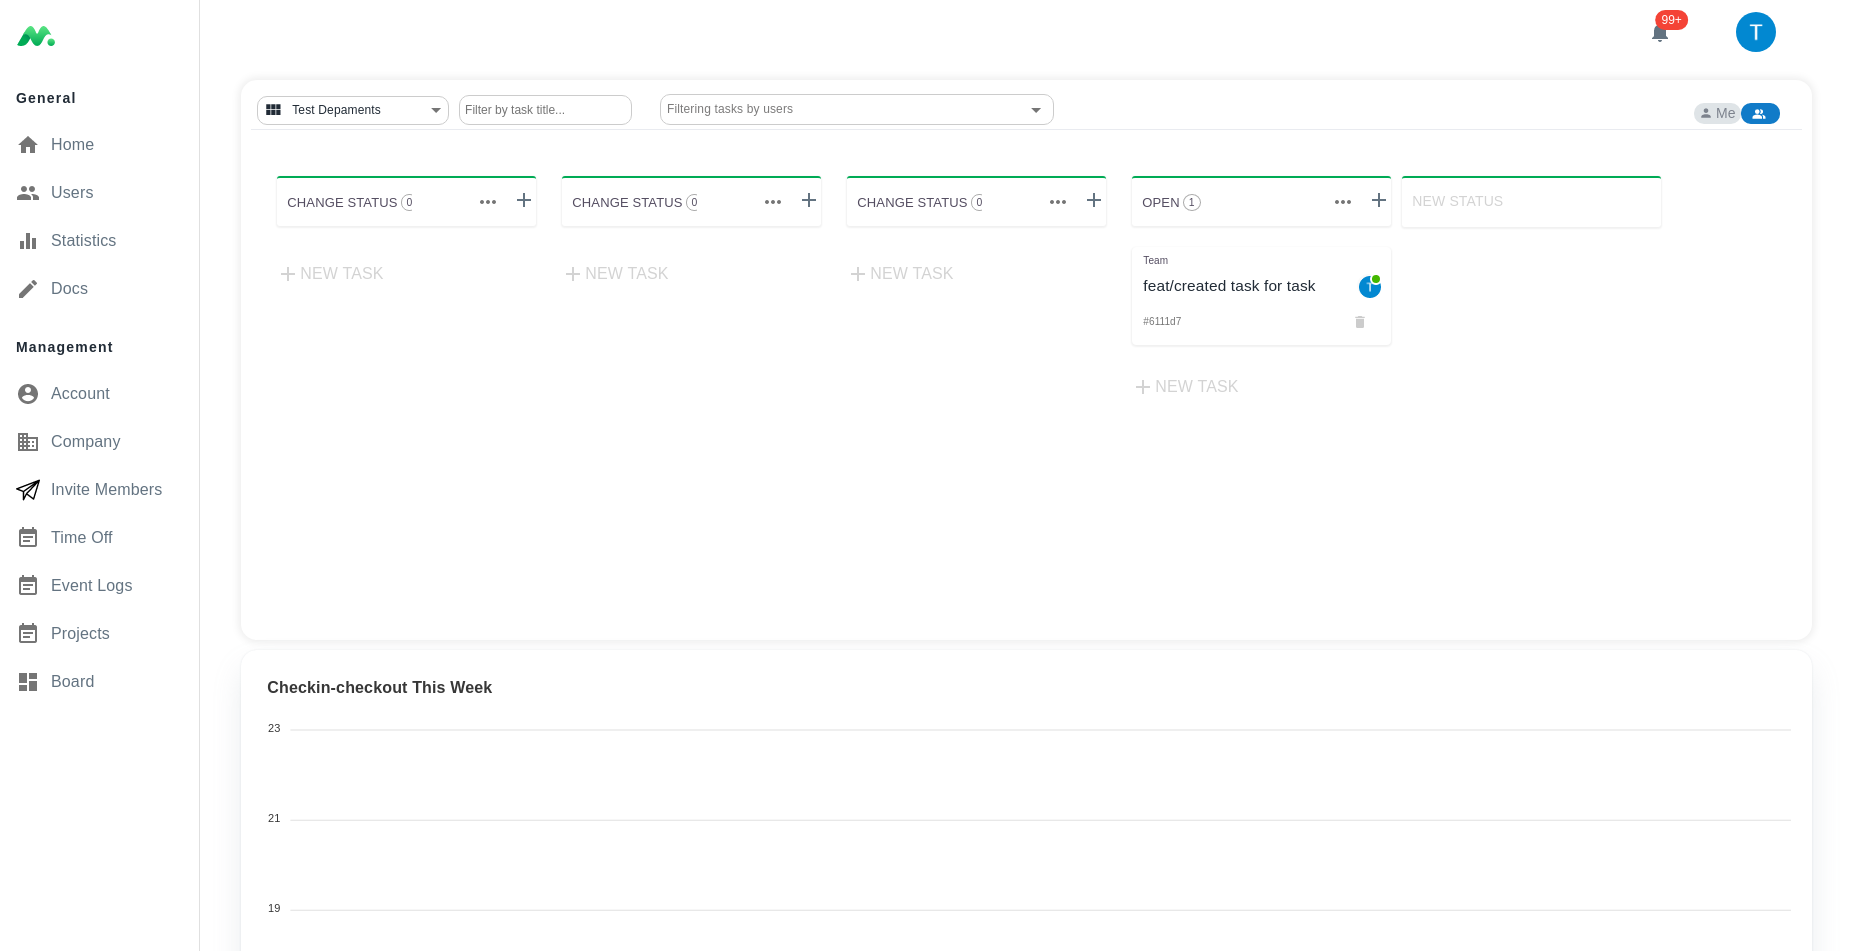 99+
T
General
Home
Users
Statistics
Docs
Management
Account
Company
Invite Members
Time Off
Event Logs
Projects
Board
Test Depaments
Filter by task title...
Filtering tasks by users
Me
CHANGE STATUS 0
CHANGE STATUS 0
CHANGE STATUS 0
OPEN 1
NEW STATUS
NEW TASK
NEW TASK
NEW TASK
Team
feat/created task for task
T
#6111d7
NEW TASK
Checkin-checkout This Week
23
21
19